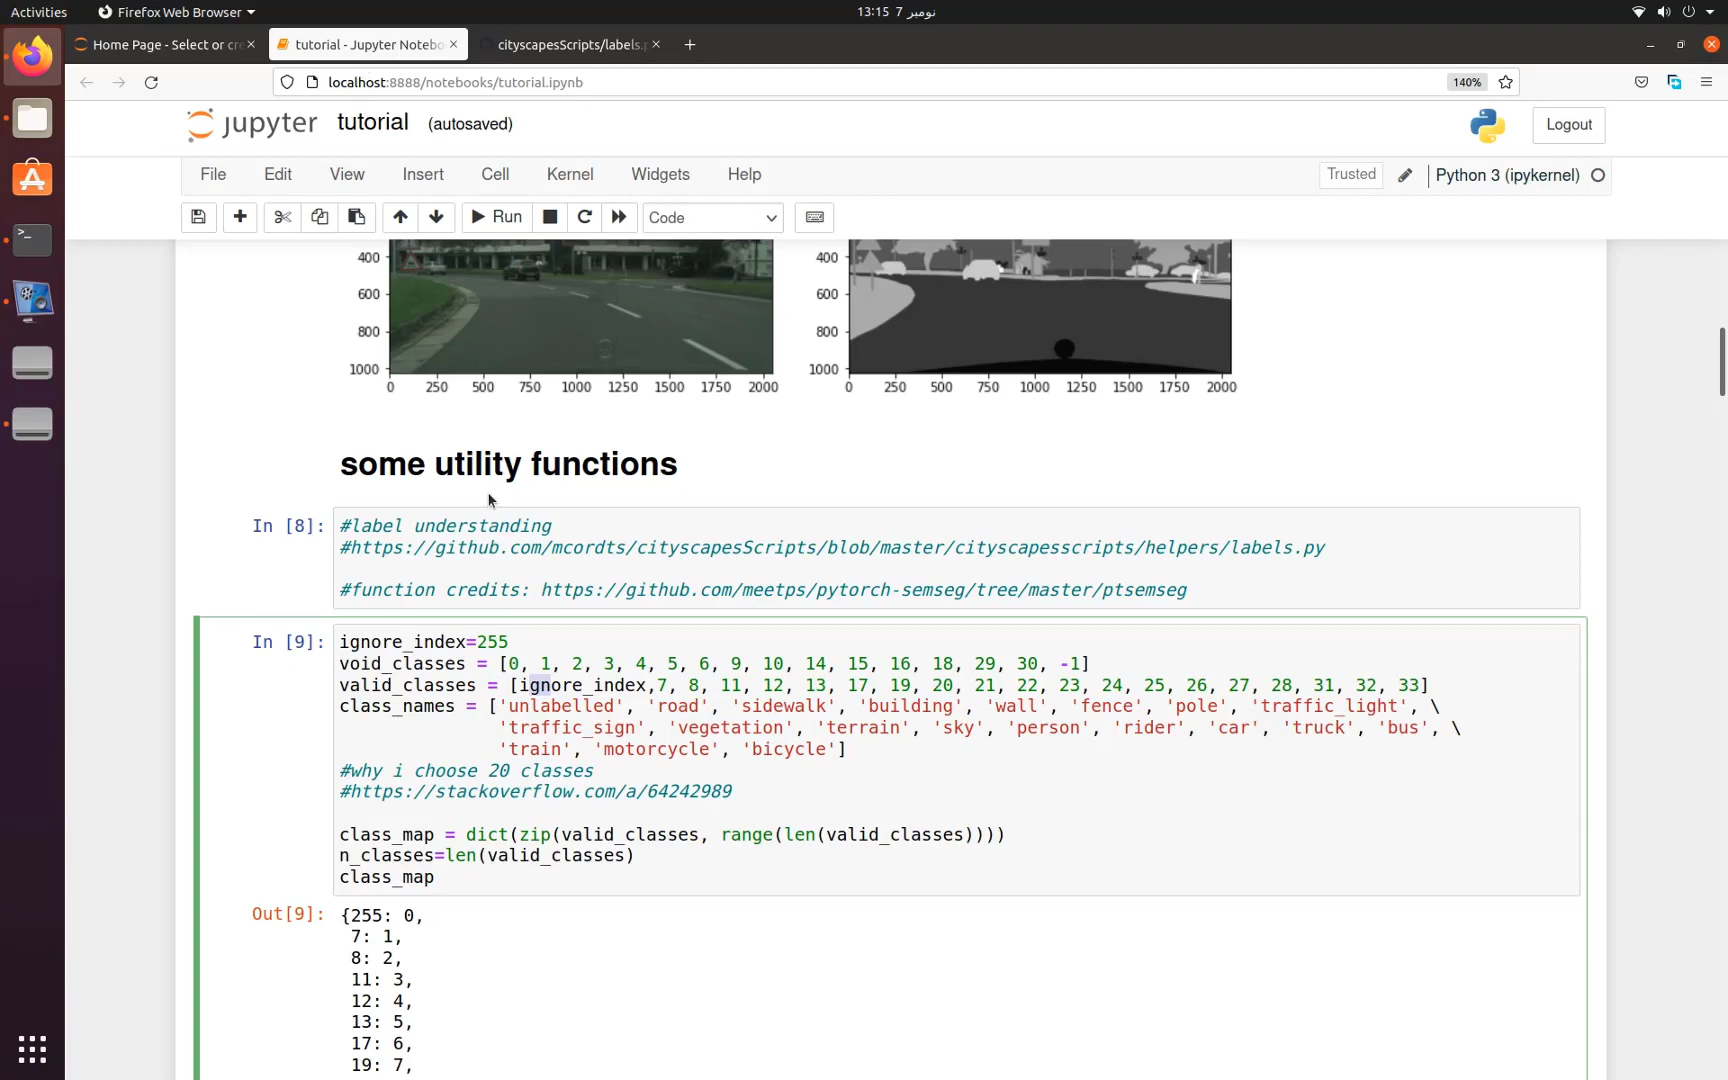 Activities
Firefox Web Browser
13:15 7 نومبر
Home Page - Select or cre
tutorial - Jupyter Notebo
cityscapesScripts/labels.p
localhost:8888/notebooks/tutorial.ipynb
140%
jupyter tutorial (autosaved)
Logout
File Edit View Insert Cell Kernel Widgets Help
Trusted
Python 3 (ipykernel)
Run
Code
400
600
800
1000
0 250 500 750 1000 1250 1500 1750 2000
400
600
800
1000
0 250 500 750 1000 1250 1500 1750 2000
some utility functions
In [8]: #label understanding
#https://github.com/mcordts/cityscapesScripts/blob/master/cityscapesscripts/helpers/labels.py
#function credits: https://github.com/meetps/pytorch-semseg/tree/master/ptsemseg
In [9]: ignore_index=255
void_classes = [0, 1, 2, 3, 4, 5, 6, 9, 10, 14, 15, 16, 18, 29, 30, -1]
valid_classes = [ignore_index,7, 8, 11, 12, 13, 17, 19, 20, 21, 22, 23, 24, 25, 26, 27, 28, 31, 32, 33]
class_names = ['unlabelled', 'road', 'sidewalk', 'building', 'wall', 'fence', 'pole', 'traffic_light', \
'traffic_sign', 'vegetation', 'terrain', 'sky', 'person', 'rider', 'car', 'truck', 'bus', \
'train', 'motorcycle', 'bicycle']
#why i choose 20 classes
#https://stackoverflow.com/a/64242989
class_map = dict(zip(valid_classes, range(len(valid_classes))))
n_classes=len(valid_classes)
class_map
Out[9]: {255: 0,
7: 1,
8: 2,
11: 3,
12: 4,
13: 5,
17: 6,
19: 7,